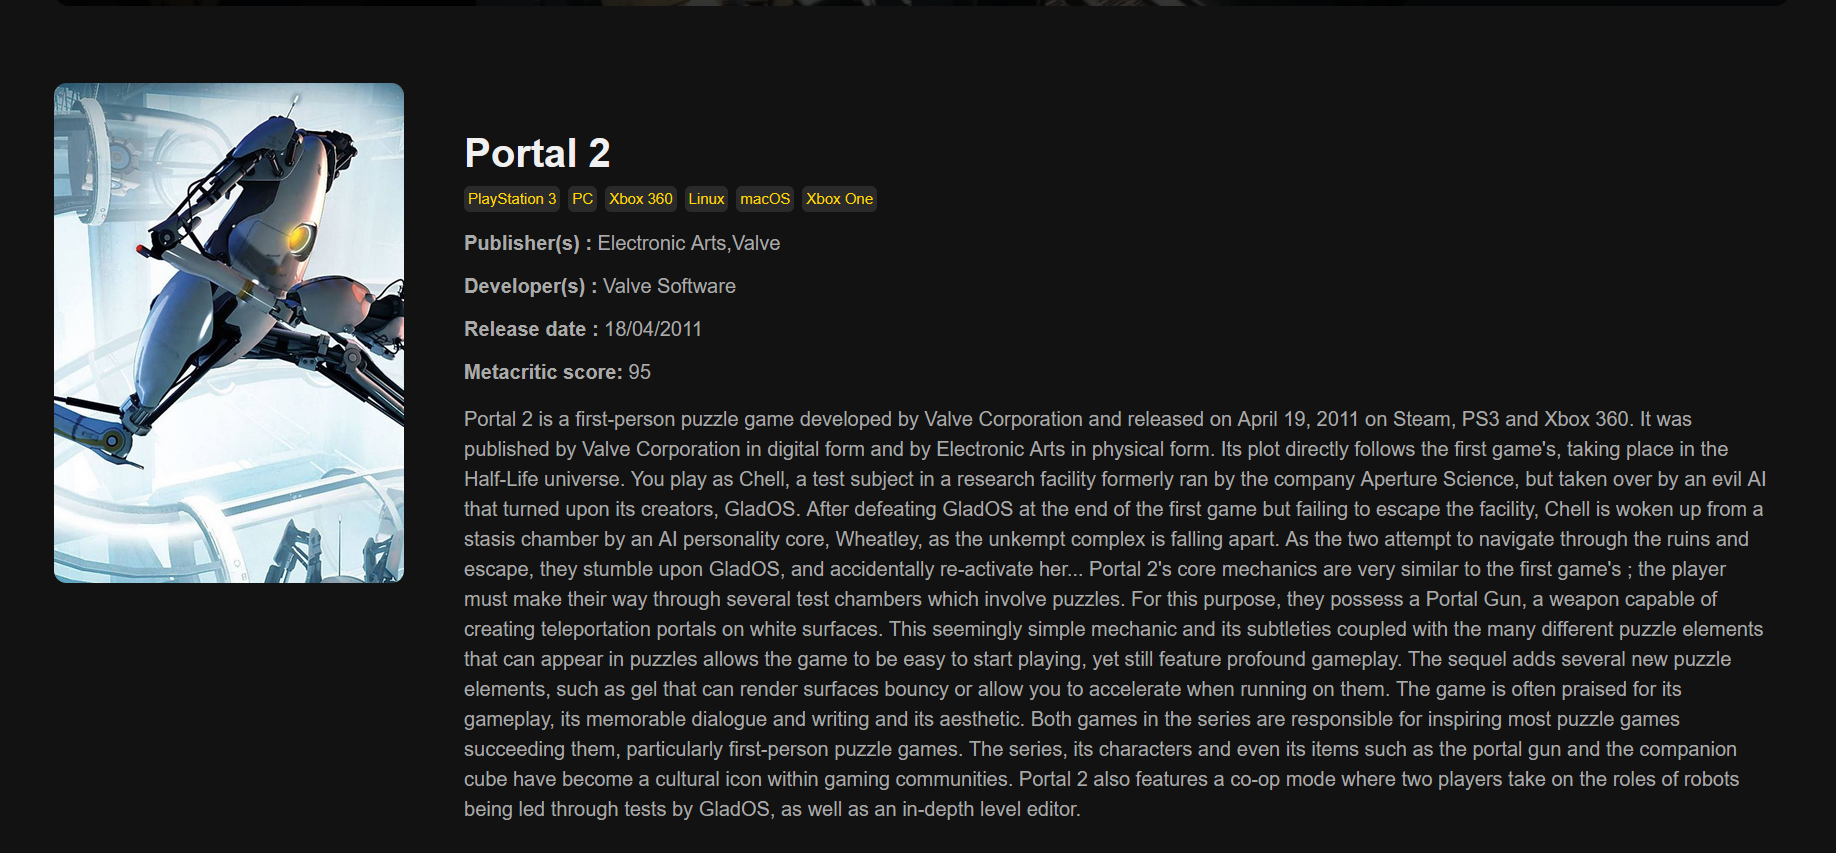 Portal 2
PlayStation 3 PC Xbox 360 Linux macOS Xbox One
Publisher(s) : Electronic Arts,Valve
Developer(s) : Valve Software
Release date : 18/04/2011
Metacritic score: 95
Portal 2 is a first-person puzzle game developed by Valve Corporation and released on April 19, 2011 on Steam, PS3 and Xbox 360. It was
published by Valve Corporation in digital form and by Electronic Arts in physical form. Its plot directly follows the first game's, taking place in the
Half-Life universe. You play as Chell, a test subject in a research facility formerly ran by the company Aperture Science, but taken over by an evil AI
that turned upon its creators, GladOS. After defeating GladOS at the end of the first game but failing to escape the facility, Chell is woken up from a
stasis chamber by an AI personality core, Wheatley, as the unkempt complex is falling apart. As the two attempt to navigate through the ruins and
escape, they stumble upon GladOS, and accidentally re-activate her... Portal 2's core mechanics are very similar to the first game's ; the player
must make their way through several test chambers which involve puzzles. For this purpose, they possess a Portal Gun, a weapon capable of
creating teleportation portals on white surfaces. This seemingly simple mechanic and its subtleties coupled with the many different puzzle elements
that can appear in puzzles allows the game to be easy to start playing, yet still feature profound gameplay. The sequel adds several new puzzle
elements, such as gel that can render surfaces bouncy or allow you to accelerate when running on them. The game is often praised for its
gameplay, its memorable dialogue and writing and its aesthetic. Both games in the series are responsible for inspiring most puzzle games
succeeding them, particularly first-person puzzle games. The series, its characters and even its items such as the portal gun and the companion
cube have become a cultural icon within gaming communities. Portal 2 also features a co-op mode where two players take on the roles of robots
being led through tests by GladOS, as well as an in-depth level editor.